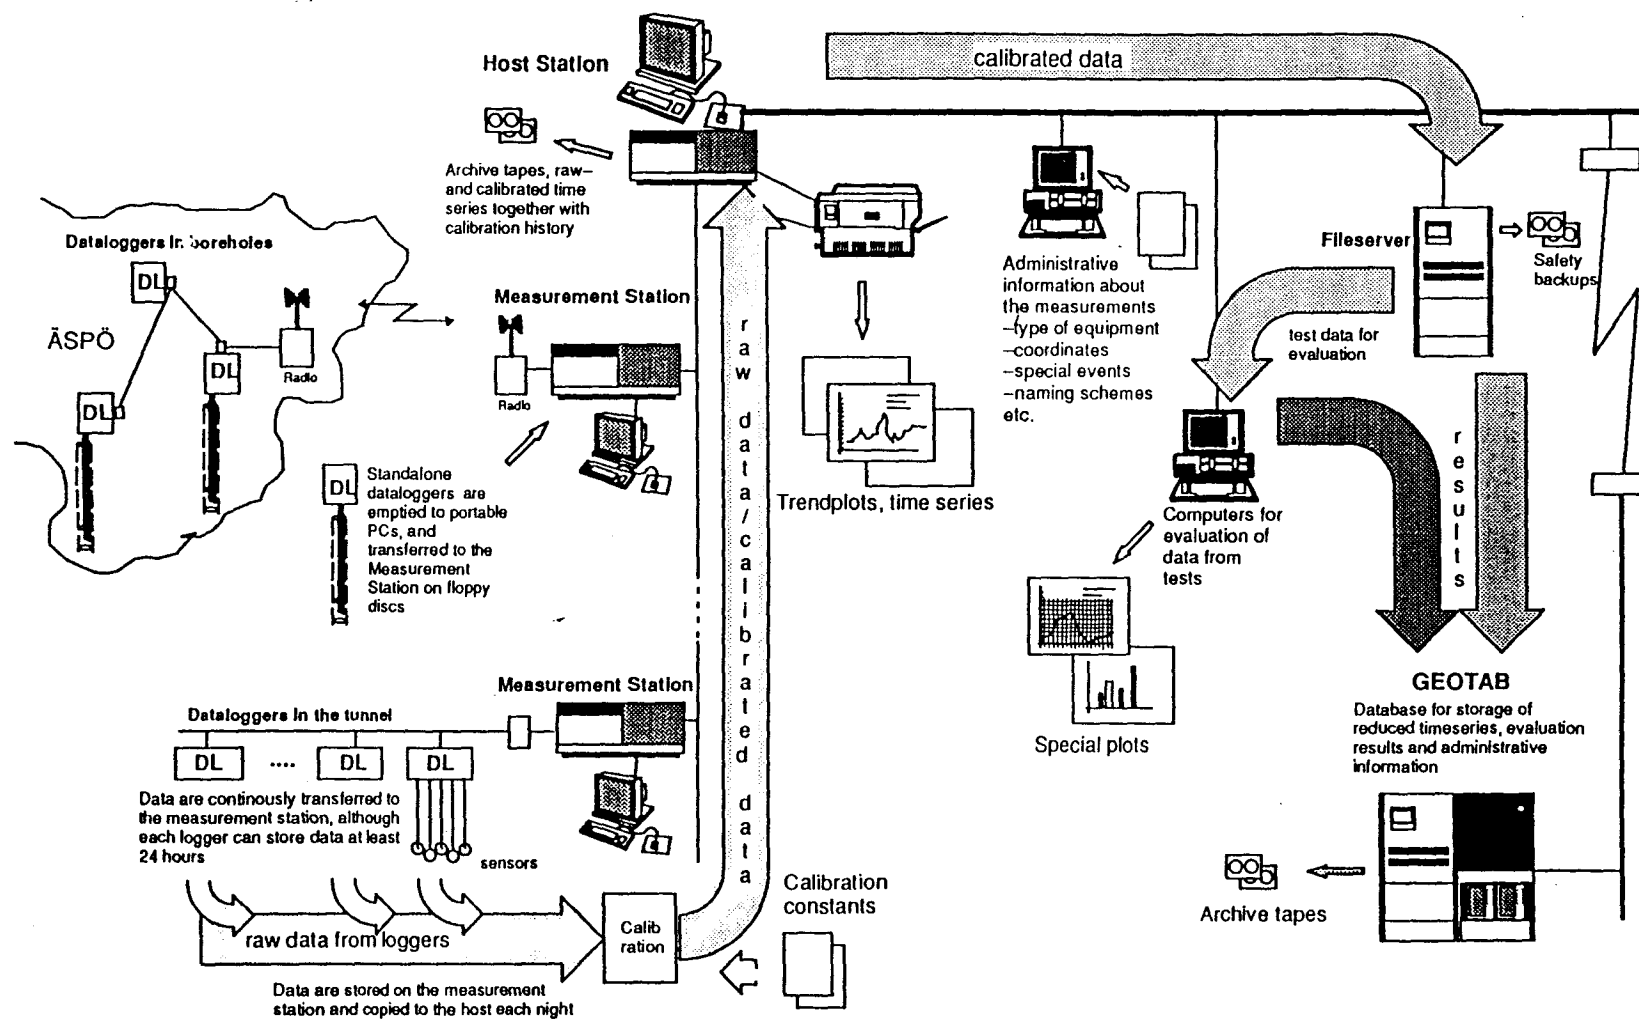 Host Station
calibrated data
Archive tapes, raw–
and calibrated time
series together with
calibration history
Dataloggers in boreholes
DL
ÄSPÖ
DL
DL
Radio
Measurement Station
Radio
DL
Standalone
dataloggers are
emptied to portable
PCs, and
transferred to the
Measurement
Station on floppy
discs
raw data/calibrated data
Trendplots, time series
Administrative
information about
the measurements
–type of equipment
–coordinates
–special events
–naming schemes
etc.
Fileserver
Safety
backups
test data for
evaluation
Computers for
evaluation of
data from
tests
results
Special plots
GEOTAB
Database for storage of
reduced timeseries, evaluation
results and administrative
information
Archive tapes
Measurement Station
Dataloggers in the tunnel
DL .... DL DL
Data are continously transferred to
the measurement station, although
each logger can store data at least
24 hours
sensors
raw data from loggers
Calib
ration
Calibration
constants
Data are stored on the measurement
station and copied to the host each night